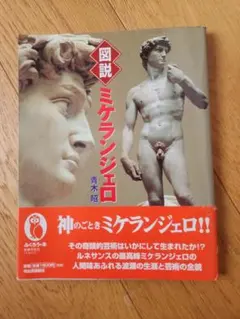 図説
ミケランジェロ
青木 昭
ふくろうの本
神のごときミケランジェロ!!
その奇蹟的芸術はいかにして生まれたか!?
ルネサンスの最高峰ミケランジェロの
人間味あふれる波瀾の生涯と芸術の全貌